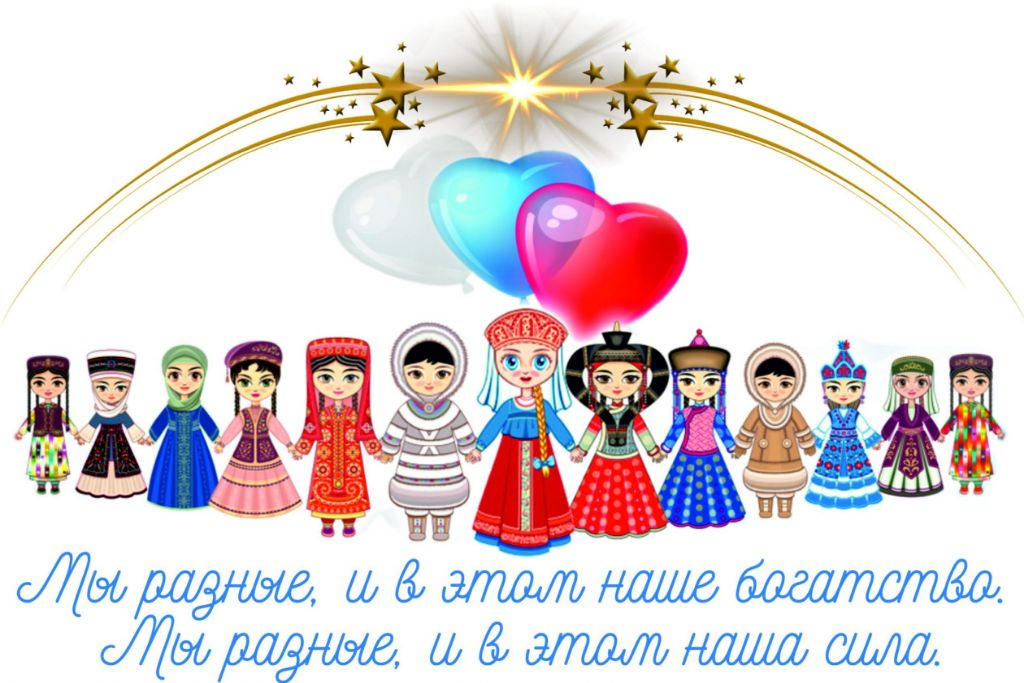 Мы разные, и в этом наше богатство.
Мы разные, и в этом наша сила.